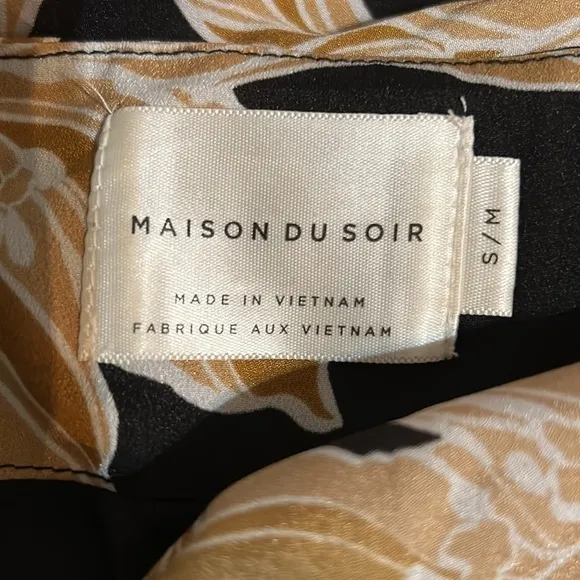 MAISON DU SOIR
MADE IN VIETNAM
FABRIQUE AUX VIETNAM
S/M